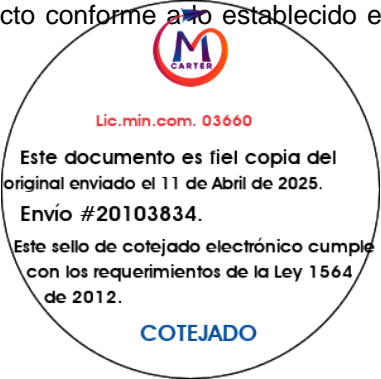 cto conforme a lo establecido e
M
CARTER
Lic.min.com. 03660
Este documento es fiel copia del
original enviado el 11 de Abril de 2025.
Envío #20103834.
Este sello de cotejado electrónico cumple
con los requerimientos de la Ley 1564
de 2012.
COTEJADO